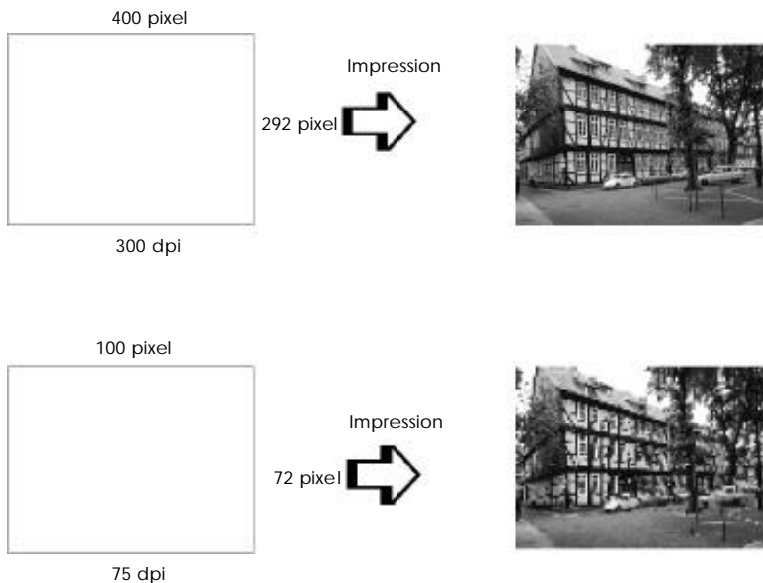 400 pixel
Impression
292 pixel
300 dpi
100 pixel
Impression
72 pixel
75 dpi